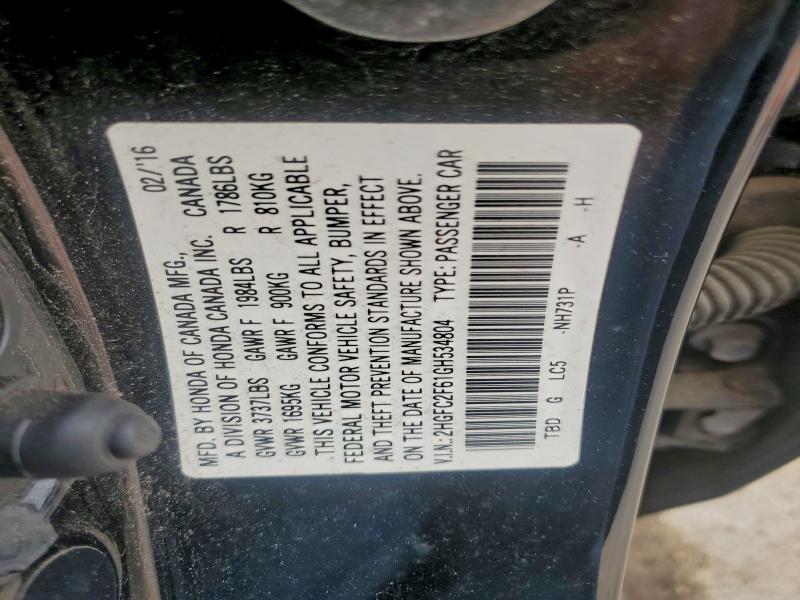 MFD. BY HONDA OF CANADA MFG., 02/16
A DIVISION OF HONDA CANADA INC. CANADA
GVWR 3737LBS GAWR F 1984LBS R 1786LBS
GVWR 1695KG GAWR F 900KG R 810KG
THIS VEHICLE CONFORMS TO ALL APPLICABLE
FEDERAL MOTOR VEHICLE SAFETY, BUMPER,
AND THEFT PREVENTION STANDARDS IN EFFECT
ON THE DATE OF MANUFACTURE SHOWN ABOVE.
V.I.N.: 2HGFC2F61GH534804 TYPE: PASSENGER CAR
TBD G LC5 -NH731P -A -H